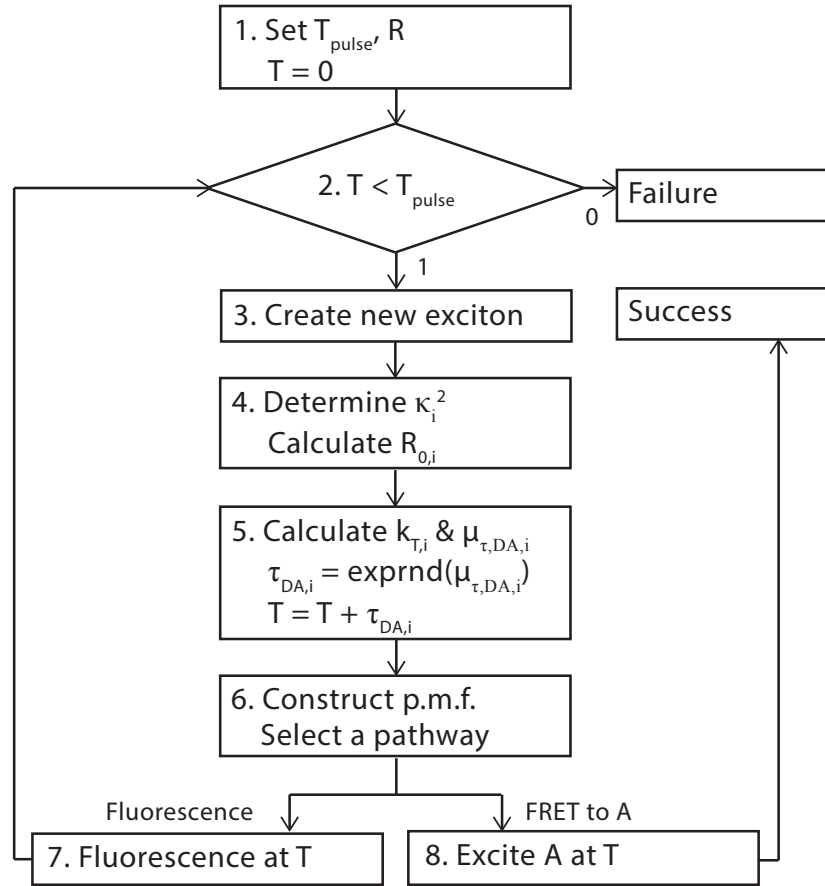 1. Set T_pulse, R
T = 0
2. T < T_pulse
0
Failure
1
3. Create new exciton
Success
4. Determine κ_i^2
Calculate R_0,i
5. Calculate k_T,i & μ_τ,DA,i
τ_DA,i = exprnd(μ_τ,DA,i)
T = T + τ_DA,i
6. Construct p.m.f.
Select a pathway
Fluorescence
FRET to A
7. Fluorescence at T
8. Excite A at T